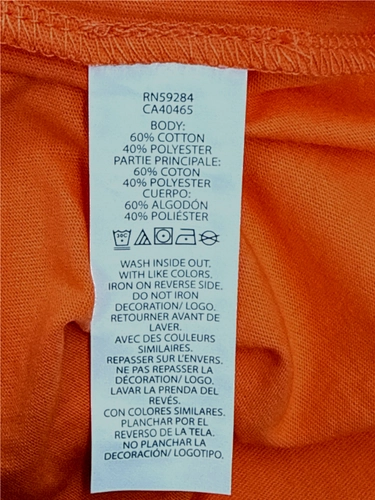 RN59284
CA40465
BODY:
60% COTTON
40% POLYESTER
PARTIE PRINCIPALE:
60% COTON
40% POLYESTER
CUERPO:
60% ALGODÓN
40% POLIÉSTER
WASH INSIDE OUT.
WITH LIKE COLORS.
IRON ON REVERSE SIDE.
DO NOT IRON
DECORATION/ LOGO.
RETOURNER AVANT DE
LAVER.
AVEC DES COULEURS
SIMILAIRES.
REPASSER SUR L'ENVERS.
NE PAS REPASSER LA
DÉCORATION/ LOGO.
LAVAR LA PRENDA DEL
REVÉS.
CON COLORES SIMILARES.
PLANCHAR POR EL
REVERSO DE LA TELA.
NO PLANCHAR LA
DECORACIÓN/ LOGOTIPO.